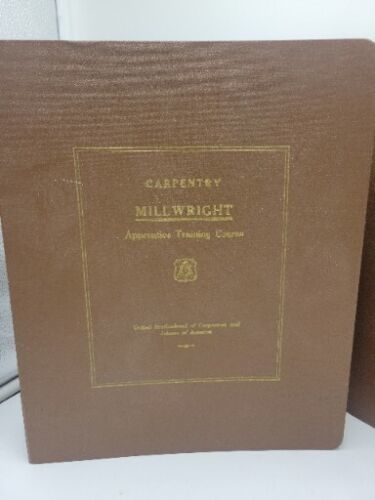 CARPENTRY
MILLWRIGHT
Apprentice Training Course
United Brotherhood of Carpenters and
Joiners of America